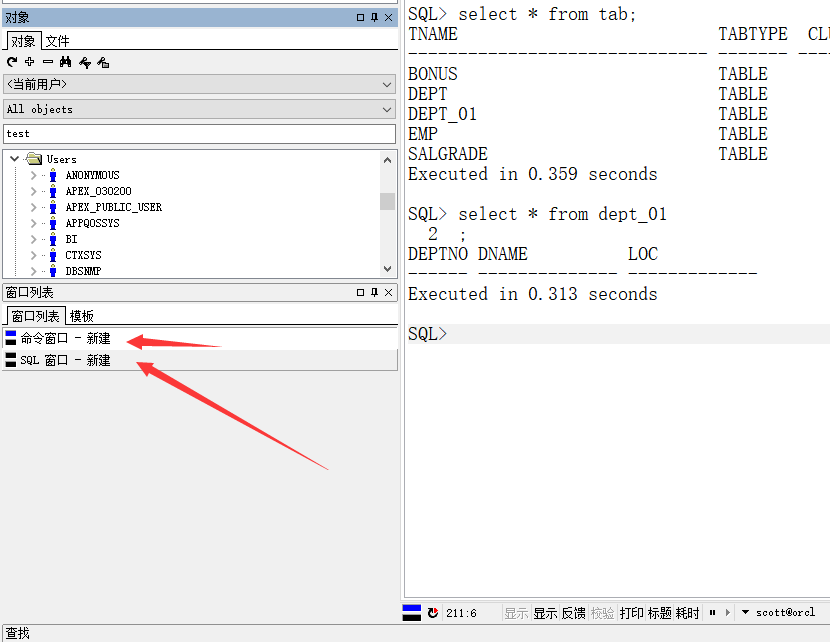 对象
对象 文件
<当前用户>
All objects
test
Users
ANONYMOUS
APEX_030200
APEX_PUBLIC_USER
APPQOSSYS
BI
CTXSYS
DBSNMP
窗口列表
窗口列表 模板
命令窗口 - 新建
SQL 窗口 - 新建
查找
SQL> select * from tab;
TNAME TABTYPE CLU
------------------------------ ------- ---
BONUS TABLE
DEPT TABLE
DEPT_01 TABLE
EMP TABLE
SALGRADE TABLE
Executed in 0.359 seconds
SQL> select * from dept_01
2 ;
DEPTNO DNAME LOC
------ -------------- -------------
Executed in 0.313 seconds
SQL>
211:6 显示 显示 反馈 校验 打印 标题 耗时 scott@orcl